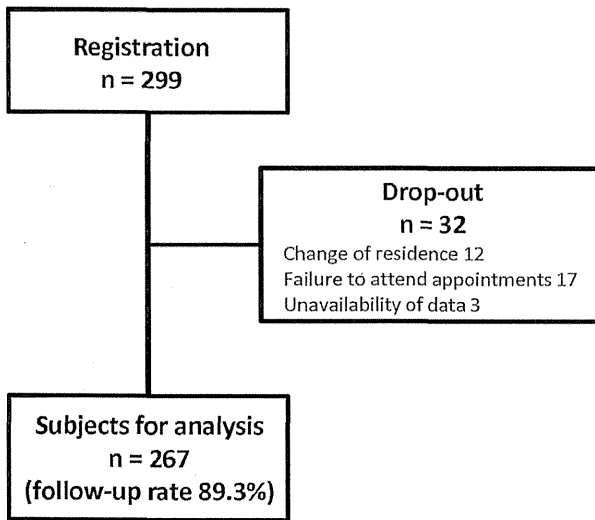 Registration
n = 299
Drop-out
n = 32
Change of residence 12
Failure to attend appointments 17
Unavailability of data 3
Subjects for analysis
n = 267
(follow-up rate 89.3%)